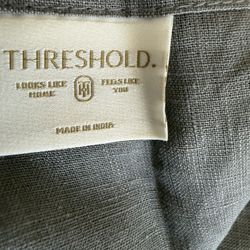 THRESHOLD.
LOOKS LIKE FEELS LIKE
HOME YOU
MADE IN INDIA